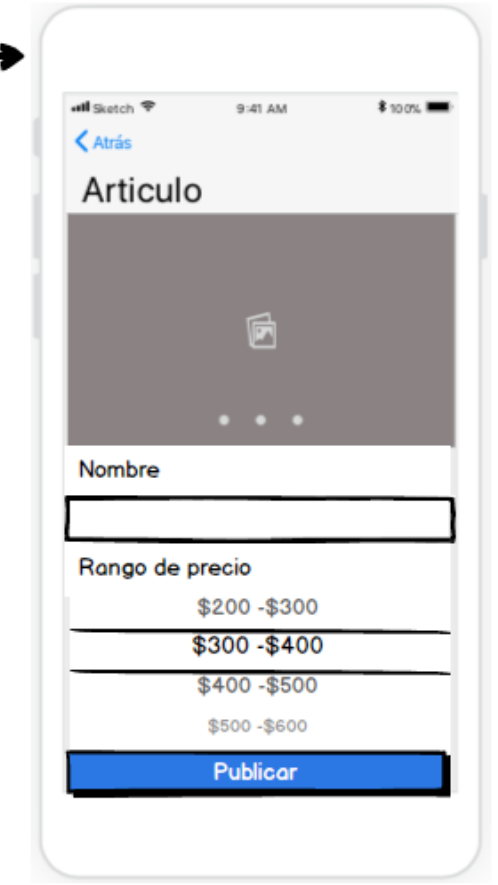 Sketch 9:41 AM 100%
Atrás
Articulo
Nombre
Rango de precio
$200 -$300
$300 -$400
$400 -$500
$500 -$600
Publicar